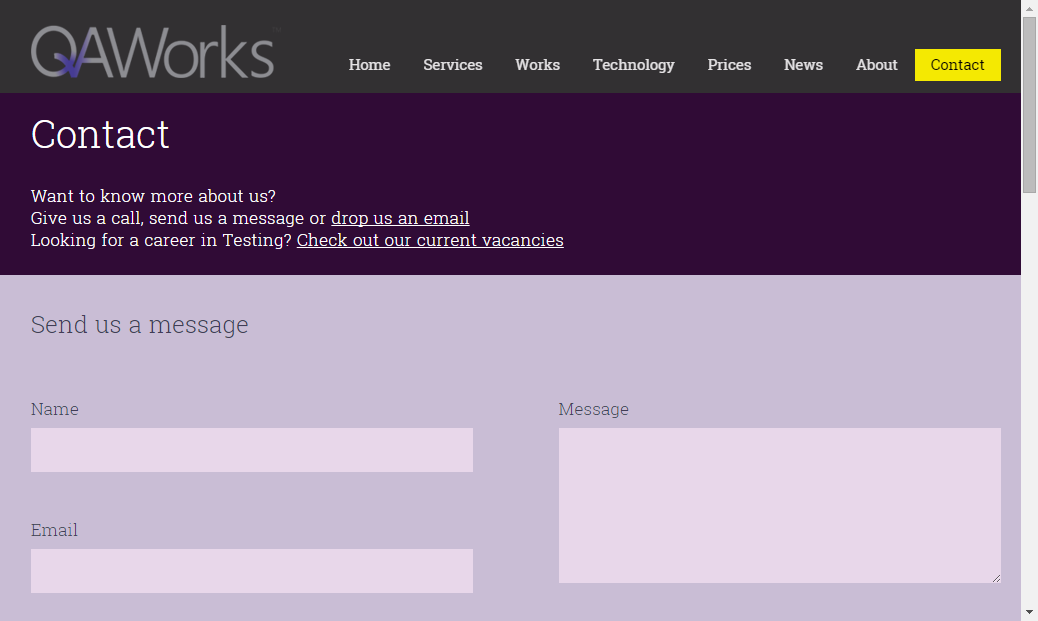 QAWorks
Home Services Works Technology Prices News About Contact
Contact
Want to know more about us?
Give us a call, send us a message or drop us an email
Looking for a career in Testing? Check out our current vacancies
Send us a message
Name
Message
Email